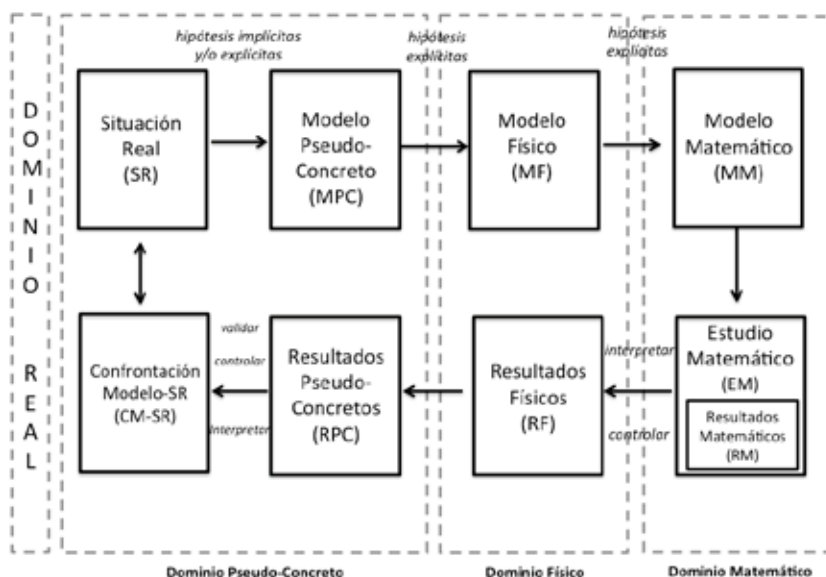 hipótesis implícitas
y/o explícitas
hipótesis
explícitas
hipótesis
explícitas
DOMINIO REAL
Situación
Real
(SR)
Modelo
Pseudo-
Concreto
(MPC)
Modelo
Físico
(MF)
Modelo
Matemático
(MM)
Confrontación
Modelo-SR
(CM-SR)
validar
controlar
Interpretar
Resultados
Pseudo-
Concretos
(RPC)
Resultados
Físicos
(RF)
interpretar
controlar
Estudio
Matemático
(EM)
Resultados
Matemáticos
(RM)
Dominio Pseudo-Concreto
Dominio Físico
Dominio Matemático